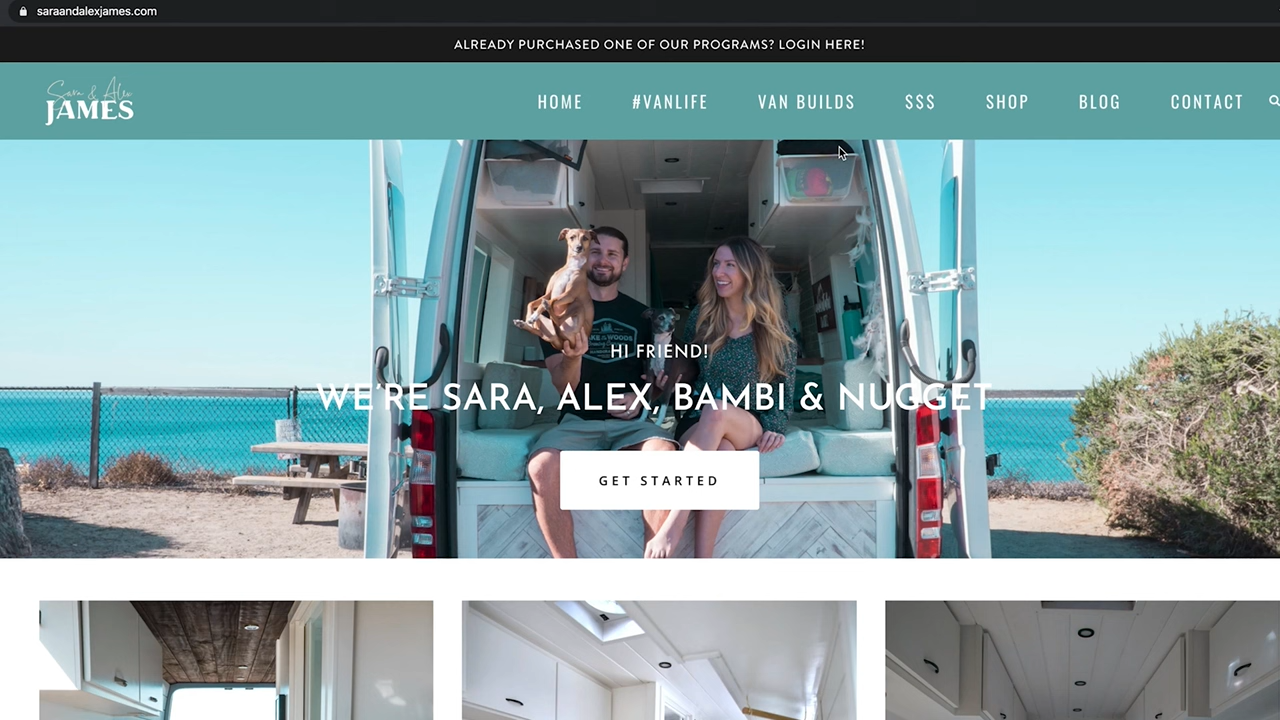 saraandalexjames.com
ALREADY PURCHASED ONE OF OUR PROGRAMS? LOGIN HERE!
Sara & Alex
JAMES
HOME #VANLIFE VAN BUILDS $$$ SHOP BLOG CONTACT
HI FRIEND!
WE'RE SARA, ALEX, BAMBI & NUGGET
GET STARTED